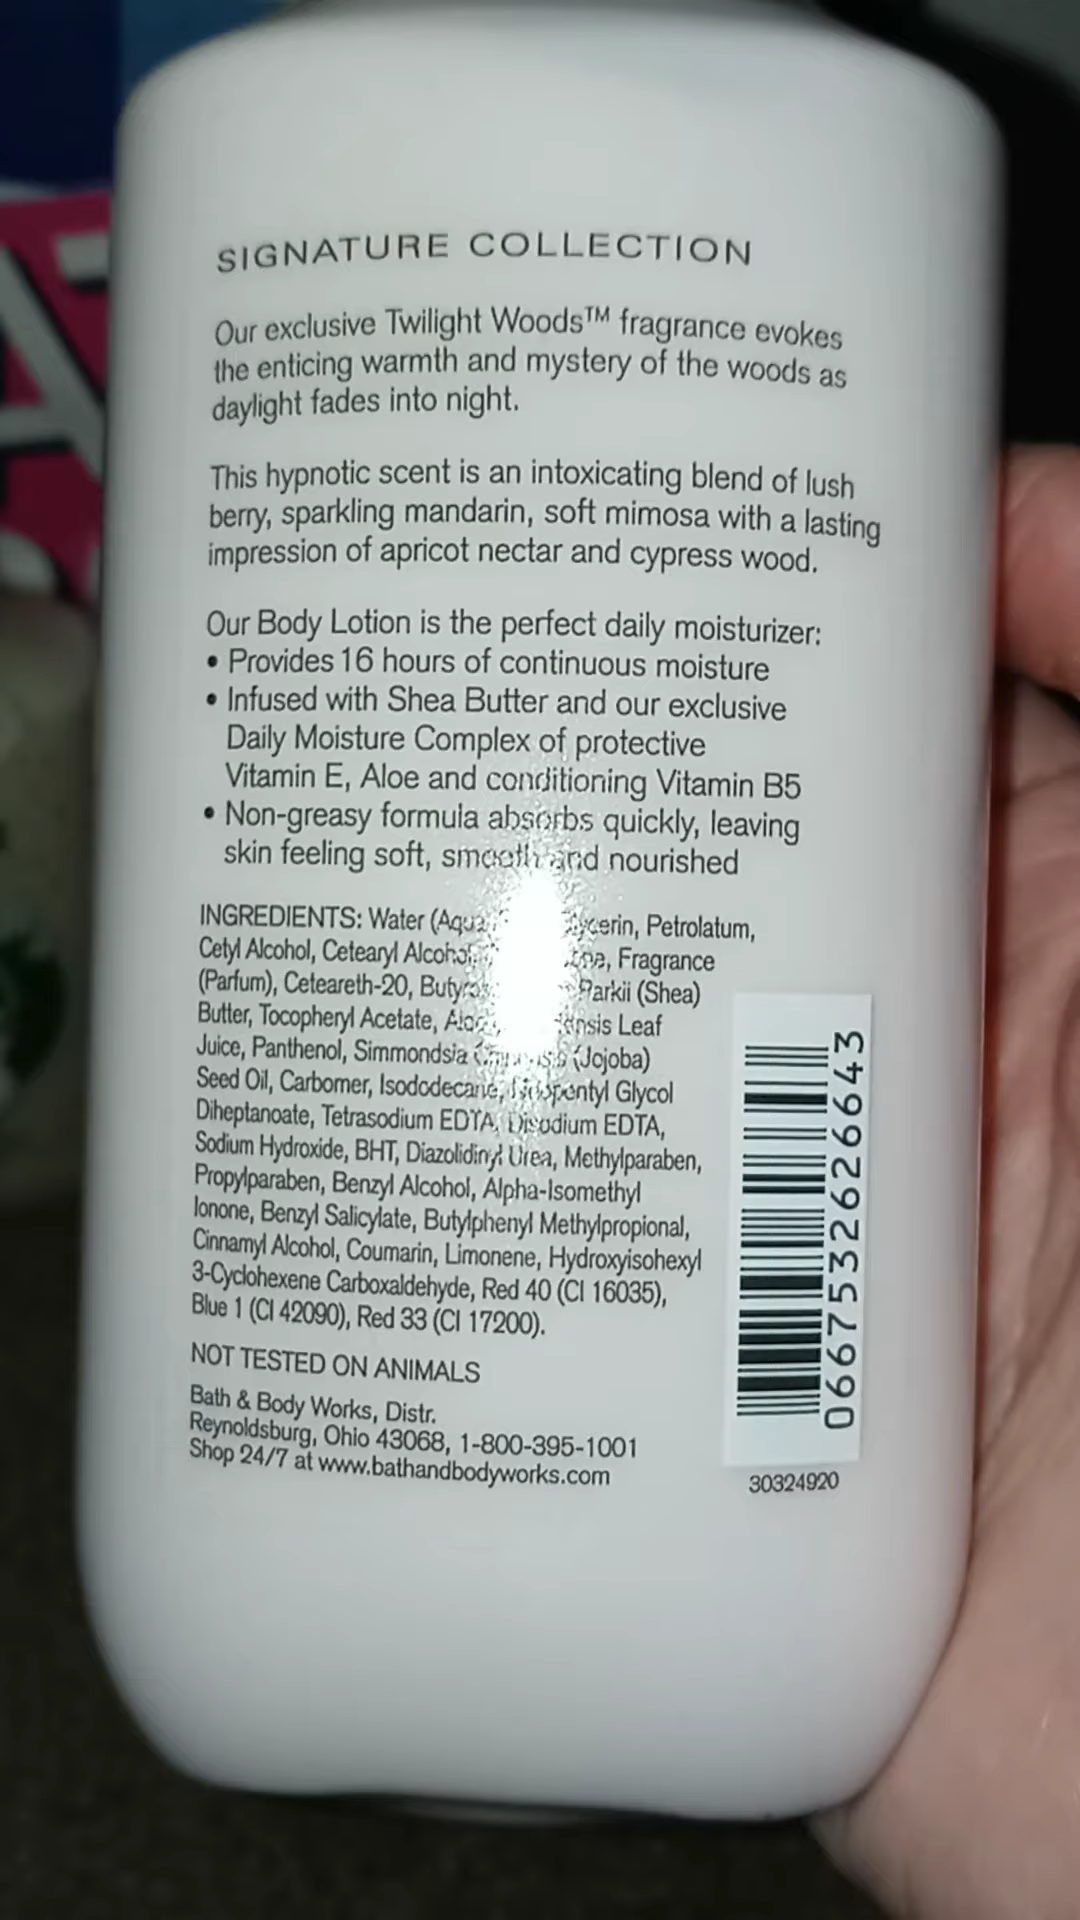 SIGNATURE COLLECTION
Our exclusive Twilight Woods™ fragrance evokes
the enticing warmth and mystery of the woods as
daylight fades into night.
This hypnotic scent is an intoxicating blend of lush
berry, sparkling mandarin, soft mimosa with a lasting
impression of apricot nectar and cypress wood.
Our Body Lotion is the perfect daily moisturizer:
• Provides 16 hours of continuous moisture
• Infused with Shea Butter and our exclusive
Daily Moisture Complex of protective
Vitamin E, Aloe and conditioning Vitamin B5
• Non-greasy formula absorbs quickly, leaving
skin feeling soft, smooth and nourished
INGREDIENTS: Water (Aqua Petrolatum,
Cetyl Alcohol, Cetearyl Alcohol, Fragrance
(Parfum), Ceteareth-20, Parkii (Shea)
Butter, Tocopheryl Acetate, Leaf
Juice, Panthenol, Simmondsia (Jojoba)
Seed Oil, Carbomer, Isododecane, Glycol
Diheptanoate, Tetrasodium EDTA, Disodium EDTA,
Sodium Hydroxide, BHT, Diazolidinyl Urea, Methylparaben,
Propylparaben, Benzyl Alcohol, Alpha-Isomethyl
Ionone, Benzyl Salicylate, Butylphenyl Methylpropional,
Cinnamyl Alcohol, Coumarin, Limonene, Hydroxyisohexyl
3-Cyclohexene Carboxaldehyde, Red 40 (CI 16035),
Blue 1 (CI 42090), Red 33 (CI 17200).
NOT TESTED ON ANIMALS
Bath & Body Works, Distr.
Reynoldsburg, Ohio 43068, 1-800-395-1001
Shop 24/7 at www.bathandbodyworks.com
0667532626643
30324920